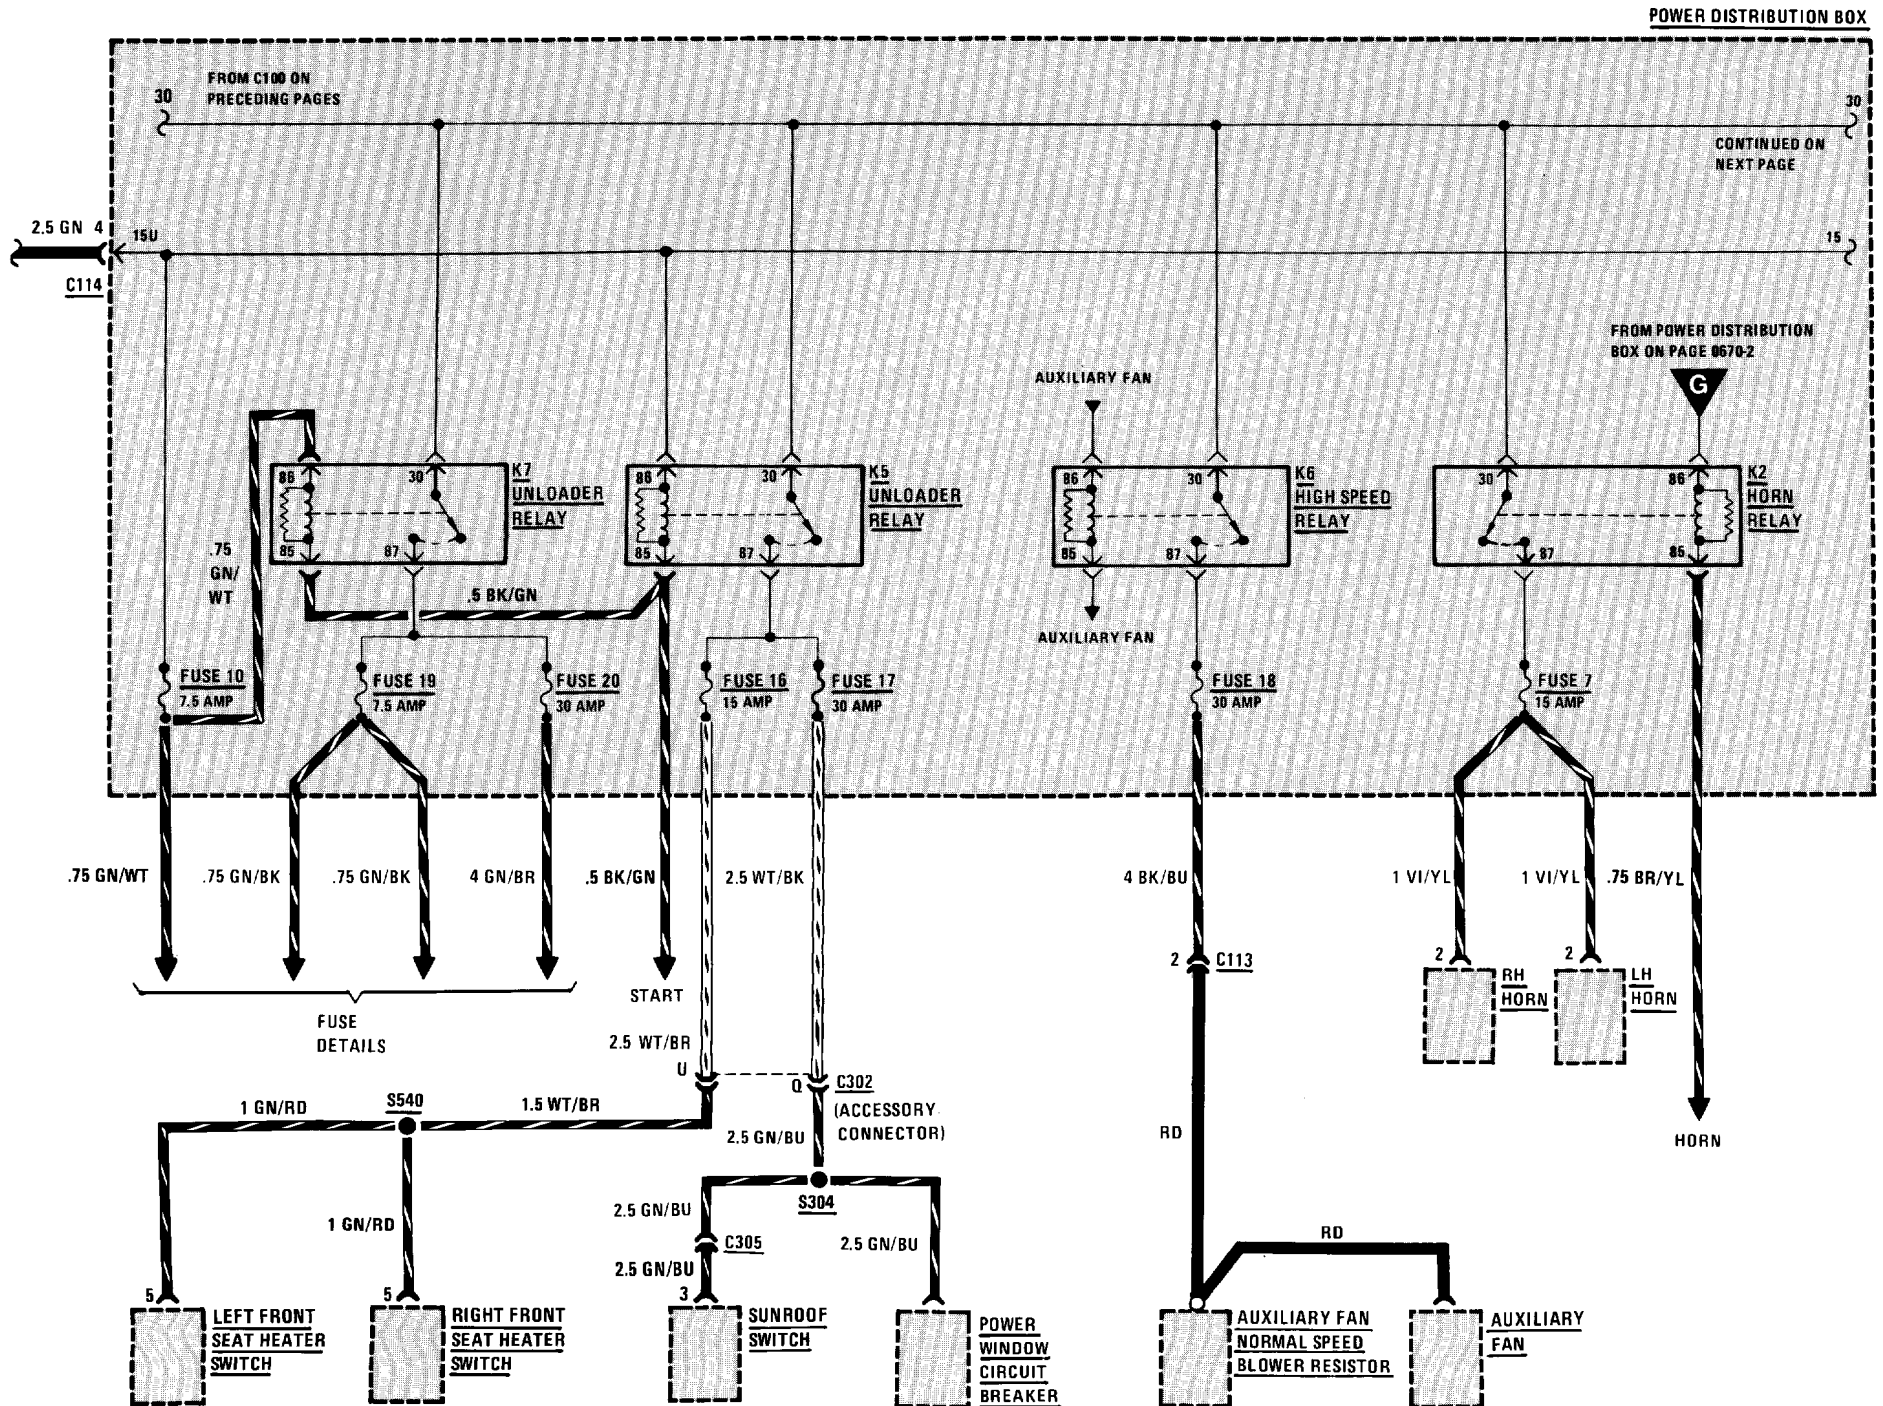 POWER DISTRIBUTION BOX
FROM C100 ON
PRECEDING PAGES
30
30
CONTINUED ON
NEXT PAGE
2.5 GN 4
15U
15
C114
FROM POWER DISTRIBUTION
BOX ON PAGE 0670-2
G
AUXILIARY FAN
86
30
K7
UNLOADER
RELAY
85
87
86
30
K5
UNLOADER
RELAY
85
87
86
30
K6
HIGH SPEED
RELAY
85
87
30
86
K2
HORN
RELAY
87
85
.75
GN/
WT
.5 BK/GN
AUXILIARY FAN
FUSE 10
7.5 AMP
FUSE 19
7.5 AMP
FUSE 20
30 AMP
FUSE 16
15 AMP
FUSE 17
30 AMP
FUSE 18
30 AMP
FUSE 7
15 AMP
.75 GN/WT
.75 GN/BK
.75 GN/BK
4 GN/BR
.5 BK/GN
2.5 WT/BK
4 BK/BU
1 VI/YL
1 VI/YL
.75 BR/YL
2
C113
2
RH
HORN
2
LH
HORN
START
FUSE
DETAILS
2.5 WT/BR
U
Q
C302
(ACCESSORY
CONNECTOR)
1 GN/RD
S540
1.5 WT/BR
2.5 GN/BU
RD
HORN
S304
1 GN/RD
2.5 GN/BU
C305
2.5 GN/BU
2.5 GN/BU
RD
5
LEFT FRONT
SEAT HEATER
SWITCH
5
RIGHT FRONT
SEAT HEATER
SWITCH
3
SUNROOF
SWITCH
POWER
WINDOW
CIRCUIT
BREAKER
AUXILIARY FAN
NORMAL SPEED
BLOWER RESISTOR
AUXILIARY
FAN